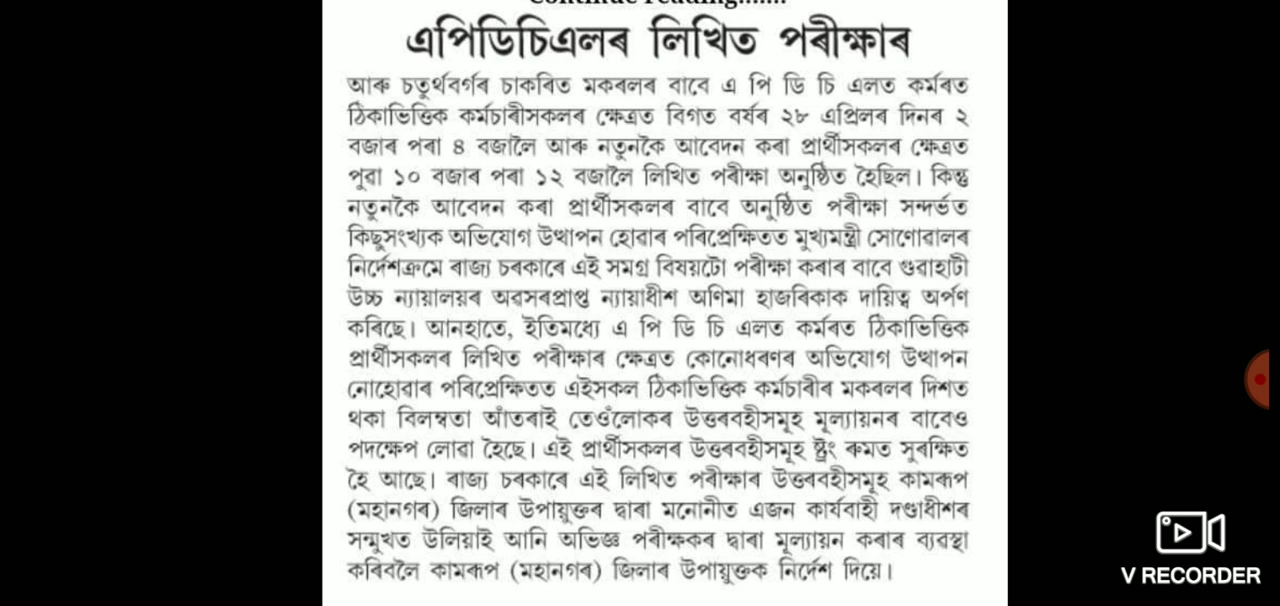 Continue reading.......
এপিডিচিএলৰ লিখিত পৰীক্ষাৰ
আৰু চতুৰ্থবৰ্গৰ চাকৰিত মকৰলৰ বাবে এ পি ডি চি এলত কৰ্মৰত
ঠিকাভিত্তিক কৰ্মচাৰীসকলৰ ক্ষেত্ৰত বিগত বৰ্ষৰ ২৮ এপ্ৰিলৰ দিনৰ ২
বজাৰ পৰা ৪ বজালৈ আৰু নতুনকৈ আবেদন কৰা প্ৰাৰ্থীসকলৰ ক্ষেত্ৰত
পুৱা ১০ বজাৰ পৰা ১২ বজালৈ লিখিত পৰীক্ষা অনুষ্ঠিত হৈছিল। কিন্তু
নতুনকৈ আবেদন কৰা প্ৰাৰ্থীসকলৰ বাবে অনুষ্ঠিত পৰীক্ষা সন্দৰ্ভত
কিছুসংখ্যক অভিযোগ উত্থাপন হোৱাৰ পৰিপ্ৰেক্ষিতত মুখ্যমন্ত্ৰী সোণোৱালৰ
নিৰ্দেশক্ৰমে ৰাজ্য চৰকাৰে এই সমগ্ৰ বিষয়টো পৰীক্ষা কৰাৰ বাবে গুৱাহাটী
উচ্চ ন্যায়ালয়ৰ অৱসৰপ্ৰাপ্ত ন্যায়াধীশ অণিমা হাজৰিকাক দায়িত্ব অৰ্পণ
কৰিছে। আনহাতে, ইতিমধ্যে এ পি ডি চি এলত কৰ্মৰত ঠিকাভিত্তিক
প্ৰাৰ্থীসকলৰ লিখিত পৰীক্ষাৰ ক্ষেত্ৰত কোনোধৰণৰ অভিযোগ উত্থাপন
নোহোৱাৰ পৰিপ্ৰেক্ষিতত এইসকল ঠিকাভিত্তিক কৰ্মচাৰীৰ মকৰলৰ দিশত
থকা বিলম্বতা আঁতৰাই তেওঁলোকৰ উত্তৰবহীসমূহ মূল্যায়নৰ বাবেও
পদক্ষেপ লোৱা হৈছে। এই প্ৰাৰ্থীসকলৰ উত্তৰবহীসমূহ ষ্ট্ৰং ৰুমত সুৰক্ষিত
হৈ আছে। ৰাজ্য চৰকাৰে এই লিখিত পৰীক্ষাৰ উত্তৰবহীসমূহ কামৰূপ
(মহানগৰ) জিলাৰ উপায়ুক্তৰ দ্বাৰা মনোনীত এজন কাৰ্যবাহী দণ্ডাধীশৰ
সন্মুখত উলিয়াই আনি অভিজ্ঞ পৰীক্ষকৰ দ্বাৰা মূল্যায়ন কৰাৰ ব্যৱস্থা
কৰিবলৈ কামৰূপ (মহানগৰ) জিলাৰ উপায়ুক্তক নিৰ্দেশ দিয়ে।
V RECORDER